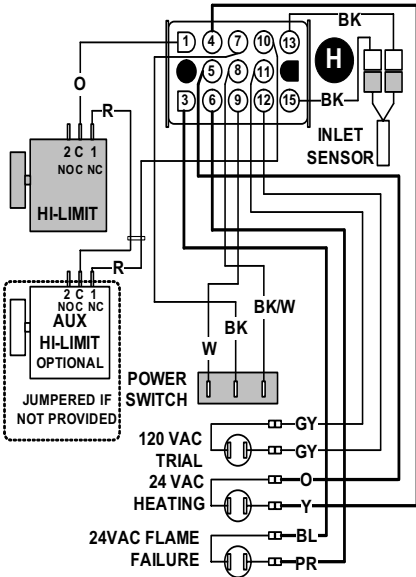 1 4 7 10 13
BK
5 8 11
H
3 6 9 12 15
BK
O
R
INLET
SENSOR
2 C 1
NO C NC
HI-LIMIT
R
2 C 1
NO C NC
AUX
HI-LIMIT
OPTIONAL
JUMPERED IF
NOT PROVIDED
W
BK
BK/W
POWER
SWITCH
120 VAC
TRIAL
GY
GY
24 VAC
HEATING
O
Y
24VAC FLAME
FAILURE
BL
PR